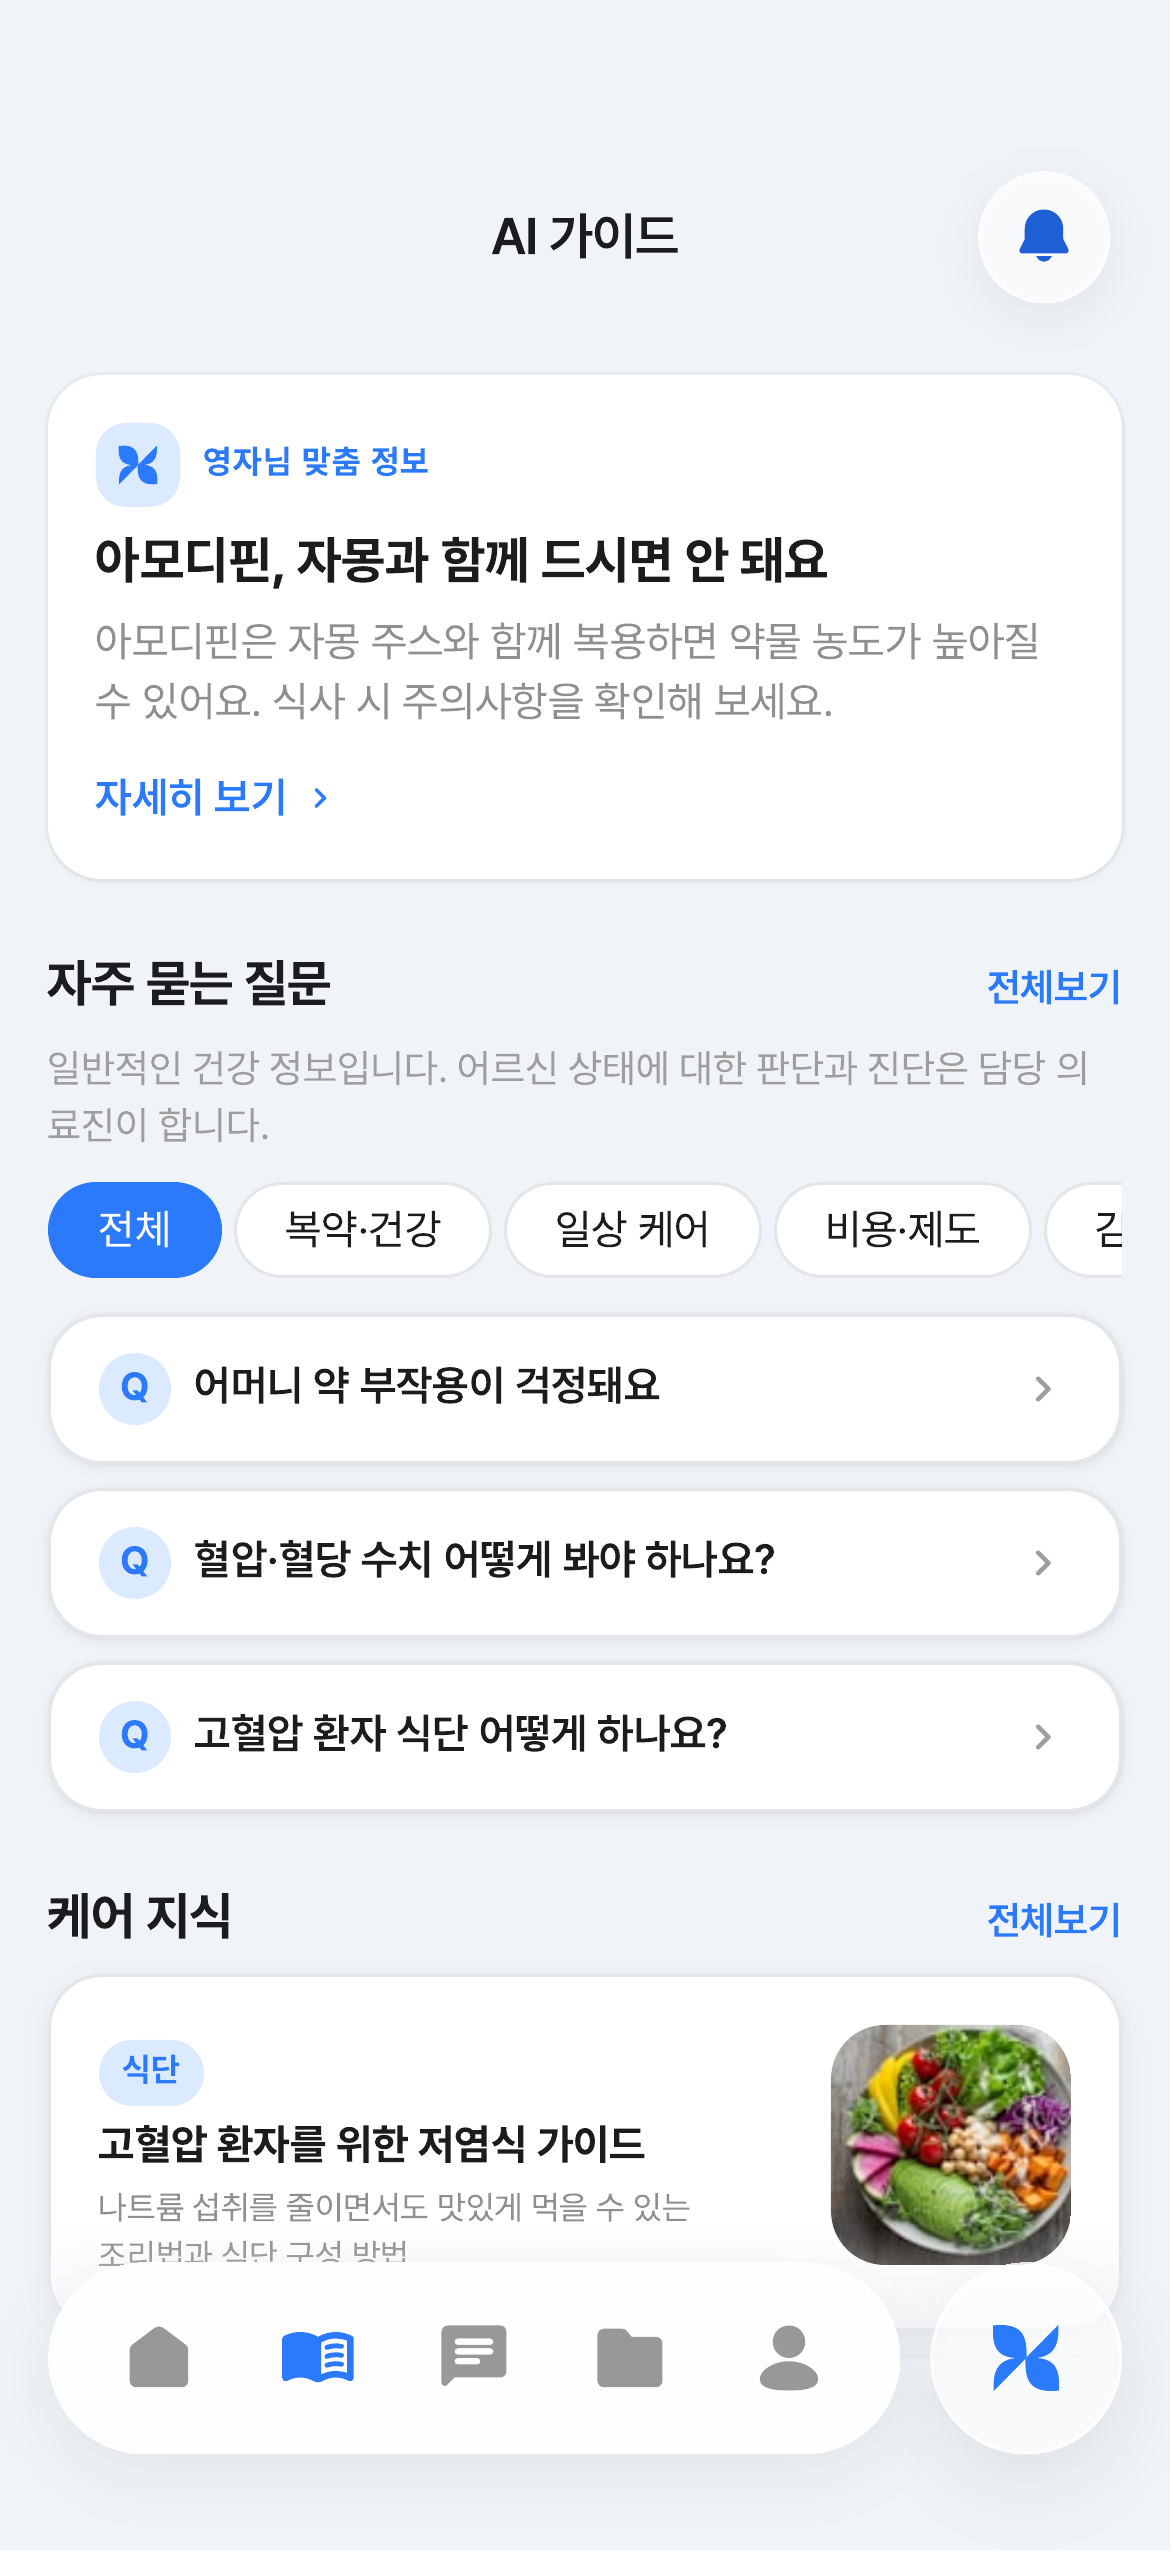 AI 가이드
영자님 맞춤 정보
아모디핀, 자몽과 함께 드시면 안 돼요
아모디핀은 자몽 주스와 함께 복용하면 약물 농도가 높아질
수 있어요. 식사 시 주의사항을 확인해 보세요.
자세히 보기
자주 묻는 질문
전체보기
일반적인 건강 정보입니다. 어르신 상태에 대한 판단과 진단은 담당 의
료진이 합니다.
전체
복약·건강
일상 케어
비용·제도
Q 어머니 약 부작용이 걱정돼요
Q 혈압·혈당 수치 어떻게 봐야 하나요?
Q 고혈압 환자 식단 어떻게 하나요?
케어 지식
전체보기
식단
고혈압 환자를 위한 저염식 가이드
나트륨 섭취를 줄이면서도 맛있게 먹을 수 있는
조리법과 식단 구성 방법